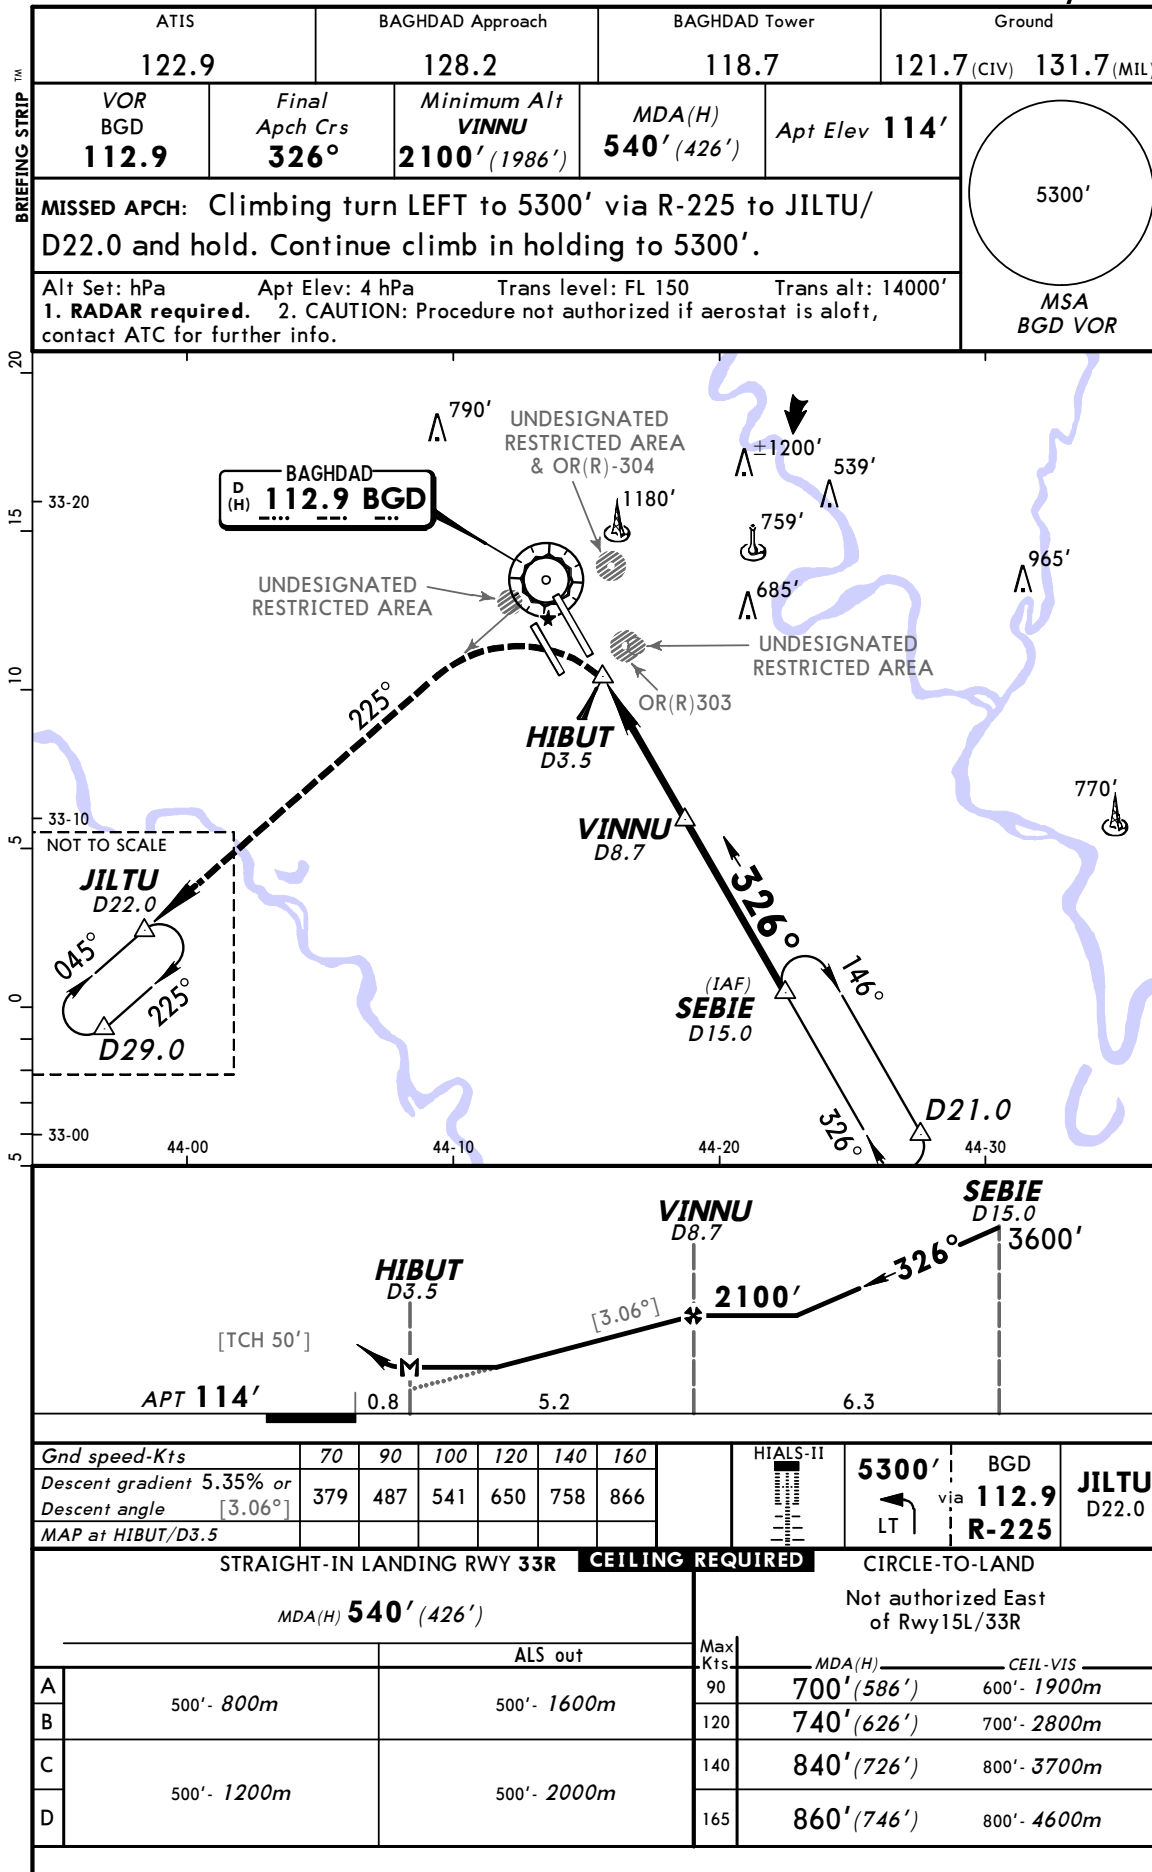 ATIS
122.9
BAGHDAD Approach
128.2
BAGHDAD Tower
118.7
Ground
121.7 (CIV) 131.7 (MIL)
BRIEFING STRIP TM
VOR
BGD
112.9
Final
Apch Crs
326°
Minimum Alt
VINNU
2100' (1986')
MDA(H)
540' (426')
Apt Elev 114'
5300'
MSA
BGD VOR
MISSED APCH: Climbing turn LEFT to 5300' via R-225 to JILTU/
D22.0 and hold. Continue climb in holding to 5300'.
Alt Set: hPa Apt Elev: 4 hPa Trans level: FL 150 Trans alt: 14000'
1. RADAR required. 2. CAUTION: Procedure not authorized if aerostat is aloft,
contact ATC for further info.
20
15
10
5
0
5
33-20
33-10
33-00
44-00
44-10
44-20
44-30
790'
UNDESIGNATED
RESTRICTED AREA
& OR(R)-304
±1200'
539'
BAGHDAD
D
(H) 112.9 BGD
1180'
759'
965'
685'
UNDESIGNATED
RESTRICTED AREA
UNDESIGNATED
RESTRICTED AREA
OR(R)303
225°
HIBUT
D3.5
770'
VINNU
D8.7
NOT TO SCALE
JILTU
D22.0
045°
225°
D29.0
326°
(IAF)
SEBIE
D15.0
146°
326°
D21.0
SEBIE
D15.0
3600'
VINNU
D8.7
326°
2100'
HIBUT
D3.5
[3.06°]
[TCH 50']
M
APT 114'
0.8
5.2
6.3
Gnd speed-Kts 70 90 100 120 140 160
Descent gradient 5.35% or
Descent angle [3.06°] 379 487 541 650 758 866
MAP at HIBUT/D3.5
HIALS-II
5300'
LT
via
BGD
112.9
R-225
JILTU
D22.0
STRAIGHT-IN LANDING RWY 33R
CEILING REQUIRED
CIRCLE-TO-LAND
MDA(H) 540' (426')
Not authorized East
of Rwy15L/33R
ALS out
Max
Kts
MDA(H)
CEIL-VIS
A
B
500'- 800m
500'- 1600m
90 700' (586') 600'- 1900m
120 740' (626') 700'- 2800m
C
D
500'- 1200m
500'- 2000m
140 840' (726') 800'- 3700m
165 860' (746') 800'- 4600m